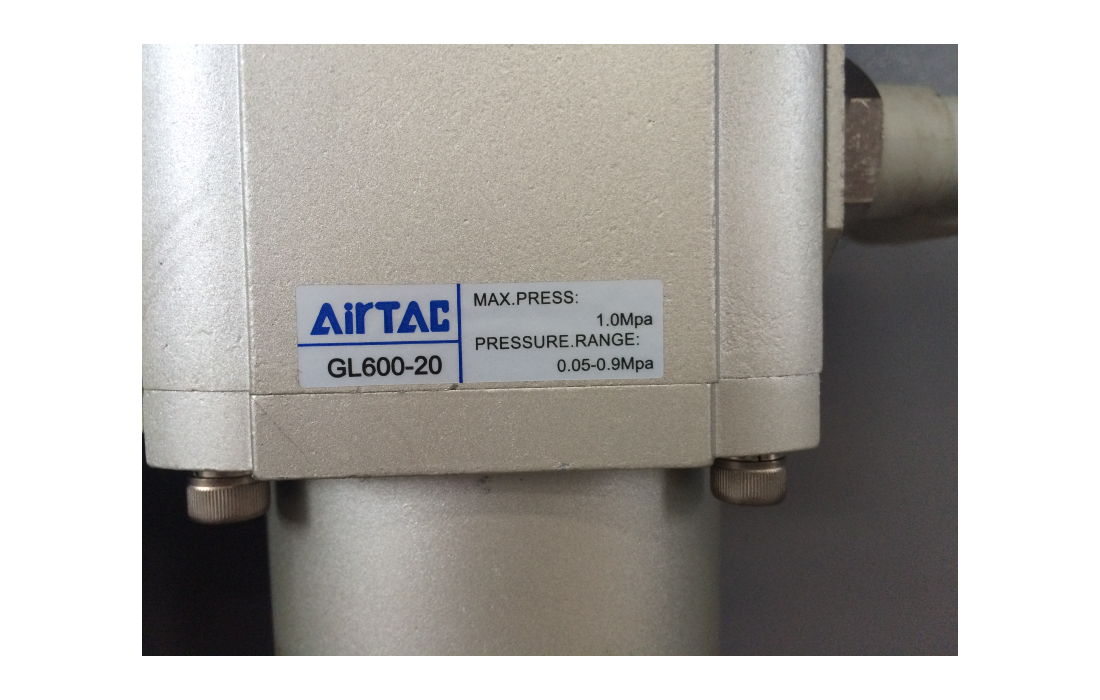 AirTAC
GL600-20
MAX.PRESS:
1.0Mpa
PRESSURE.RANGE:
0.05-0.9Mpa